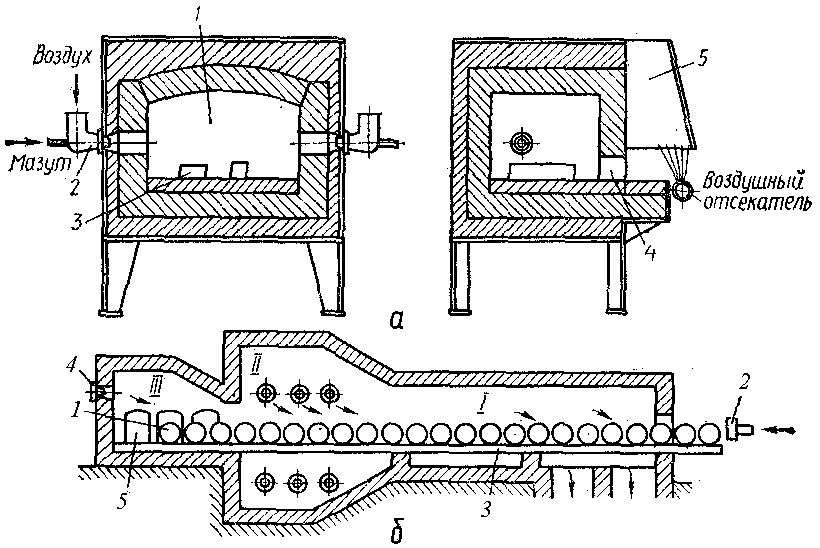 1
5
Воздух
Мазут
2
3
Воздушный
отсекатель
4
а
4
III
II
I
2
1
5
3
б